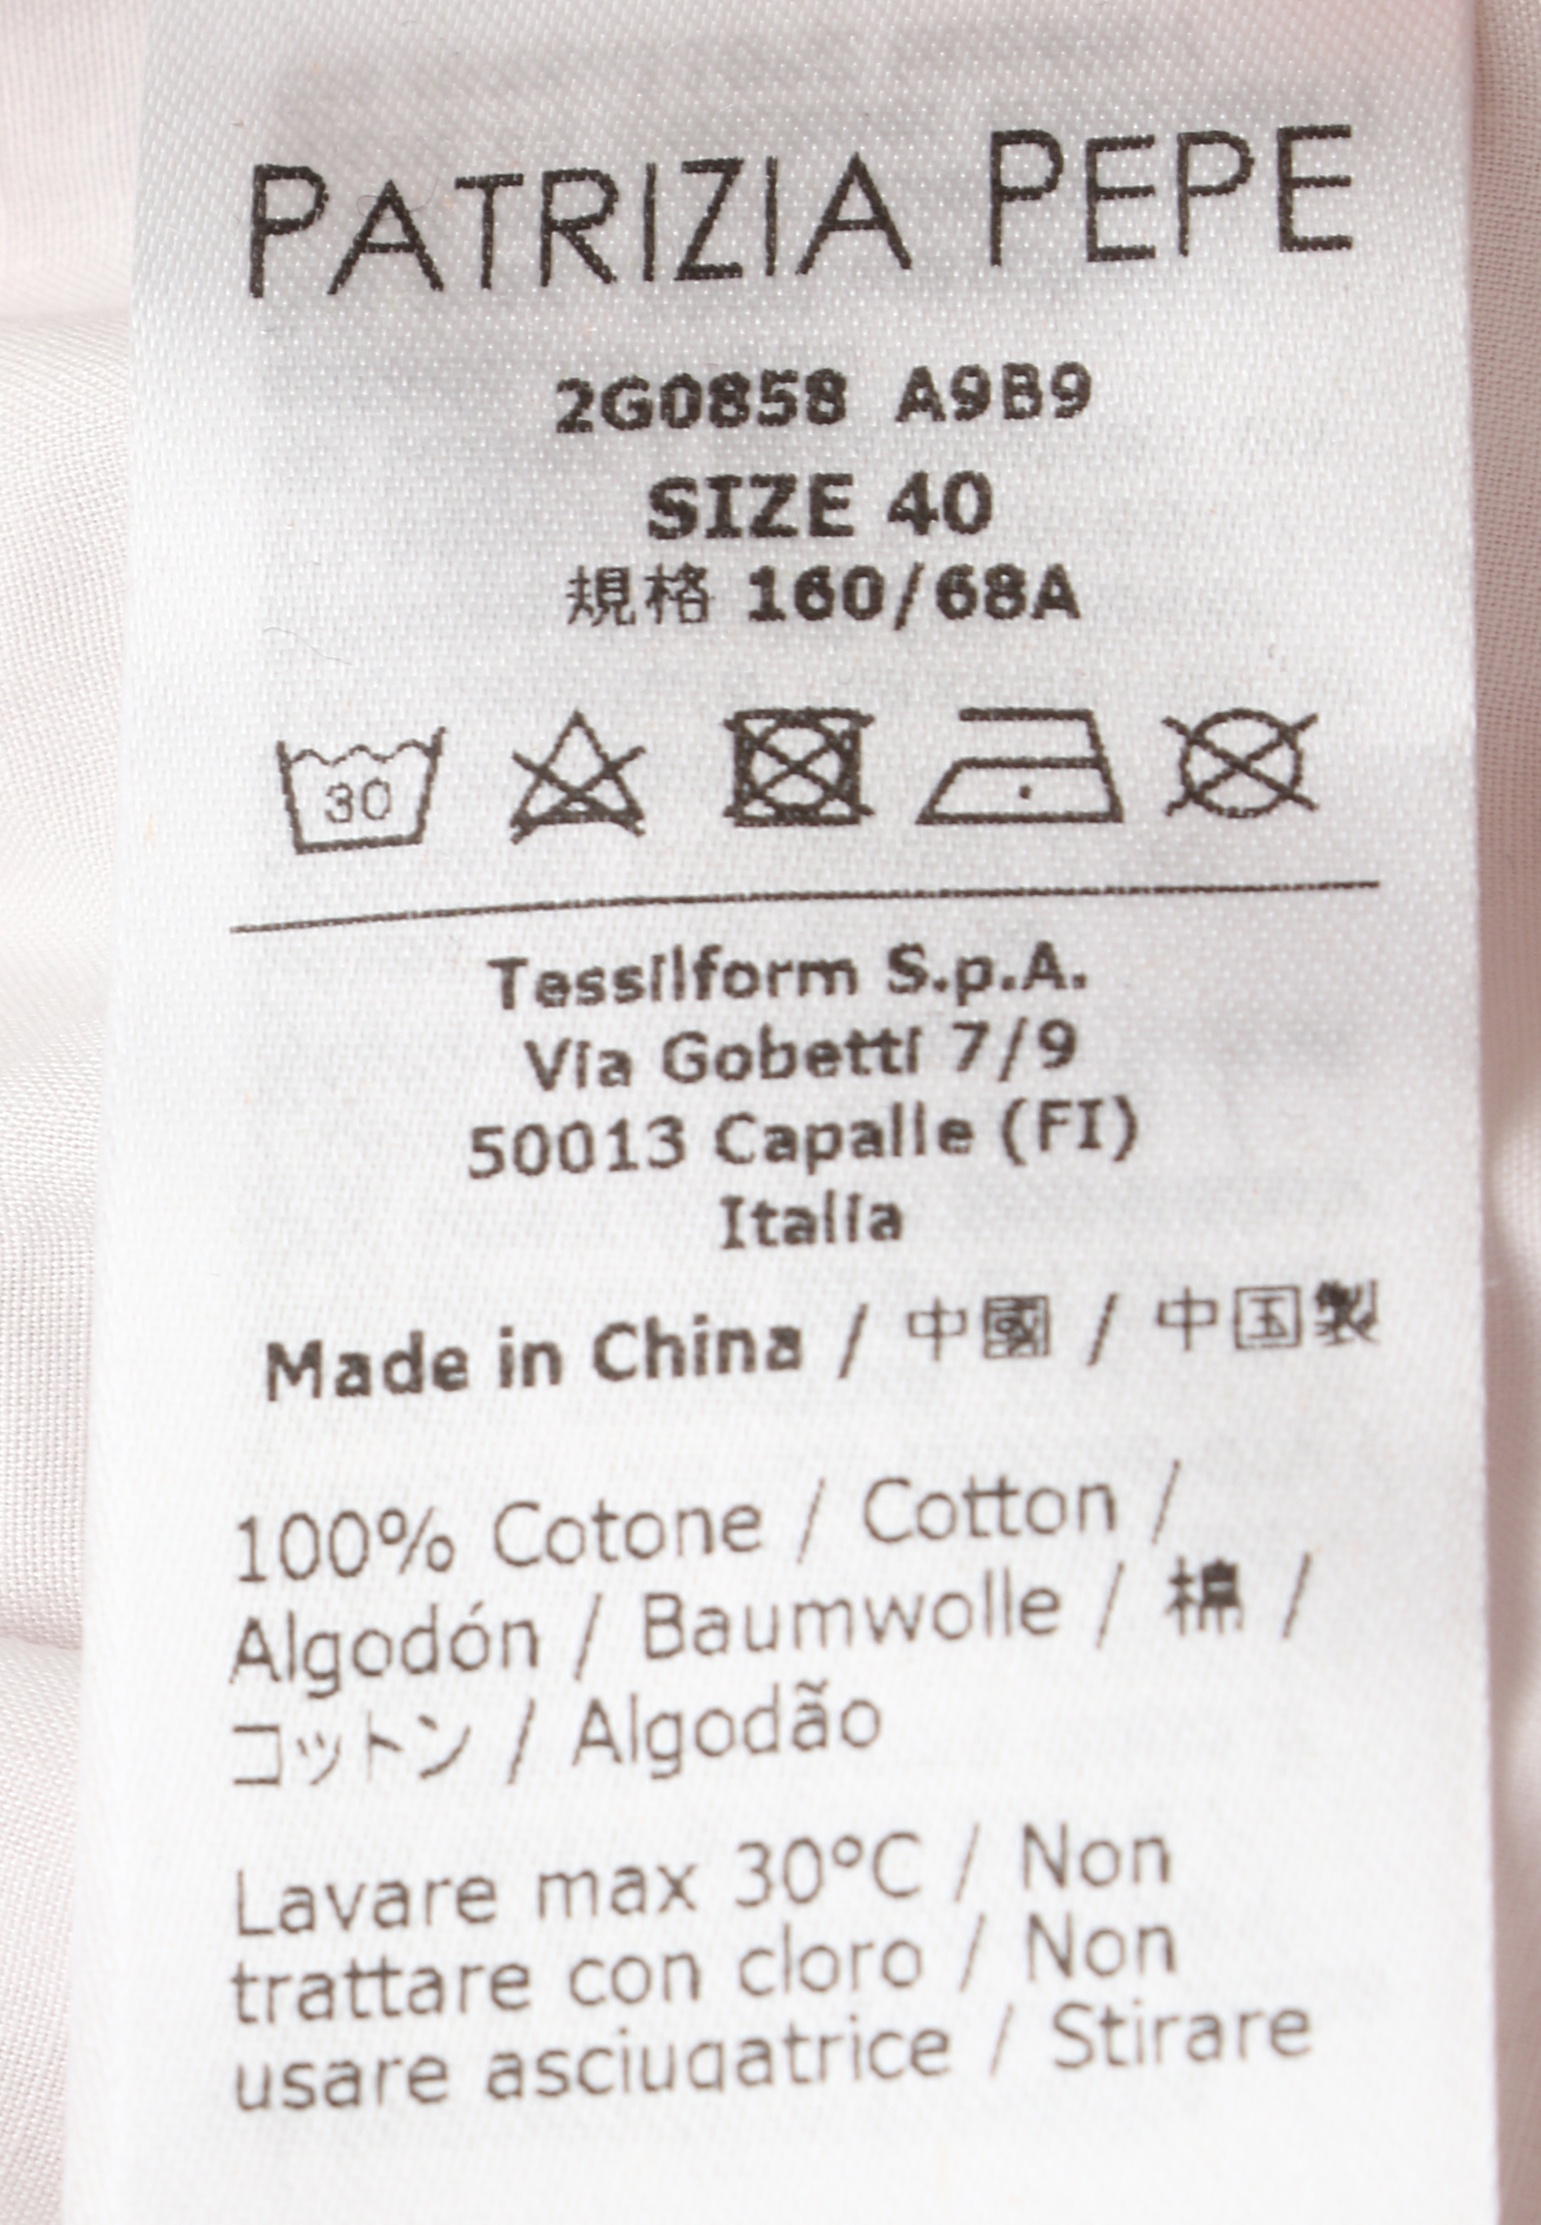 PATRIZIA PEPE
2G0858 A9B9
SIZE 40
規格 160/68A
30
Tessilform S.p.A.
Via Gobetti 7/9
50013 Capalle (FI)
Italia
Made in China / 中國 / 中国製
100% Cotone / Cotton /
Algodón / Baumwolle / 棉 /
コットン / Algodão
Lavare max 30°C / Non
trattare con cloro / Non
usare asciugatrice / Stirare